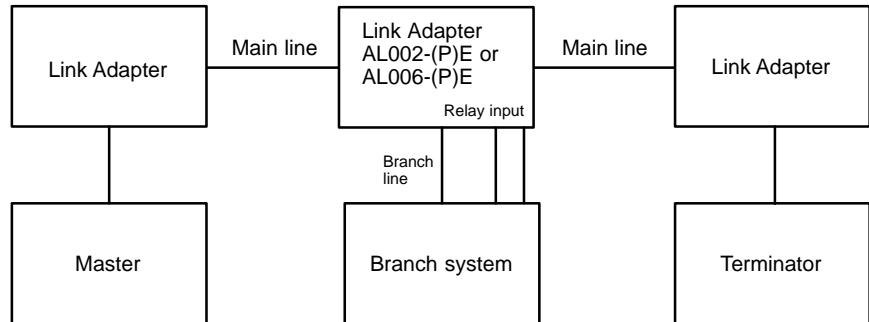 Link Adapter
Main line
Link Adapter
AL002-(P)E or
AL006-(P)E
Relay input
Main line
Link Adapter
Branch
line
Master
Branch system
Terminator